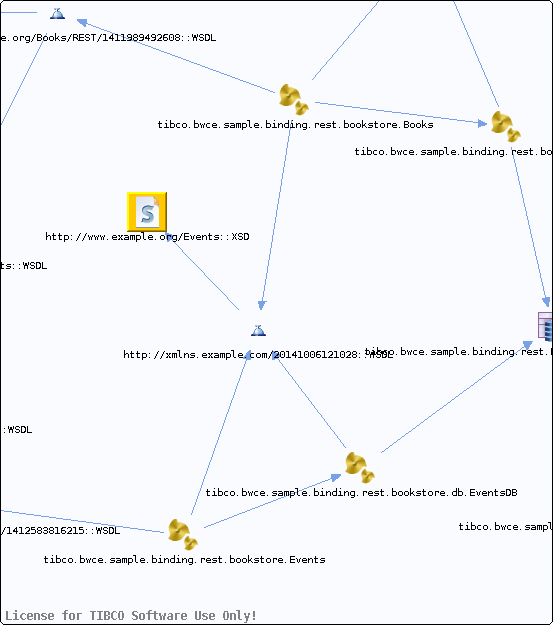 e.org/Books/REST/1411989492608::WSDL
tibco.bwce.sample.binding.rest.bookstore.Books
tibco.bwce.sample.binding.rest.bo
S
http://www.example.org/Events::XSD
ts::WSDL
http://xmlns.example.com/20141006121028::WSDL
tibco.bwce.sample.binding.rest.
::WSDL
tibco.bwce.sample.binding.rest.bookstore.db.EventsDB
/1412583816215::WSDL
tibco.bwce.sampl
tibco.bwce.sample.binding.rest.bookstore.Events
License for TIBCO Software Use Only!